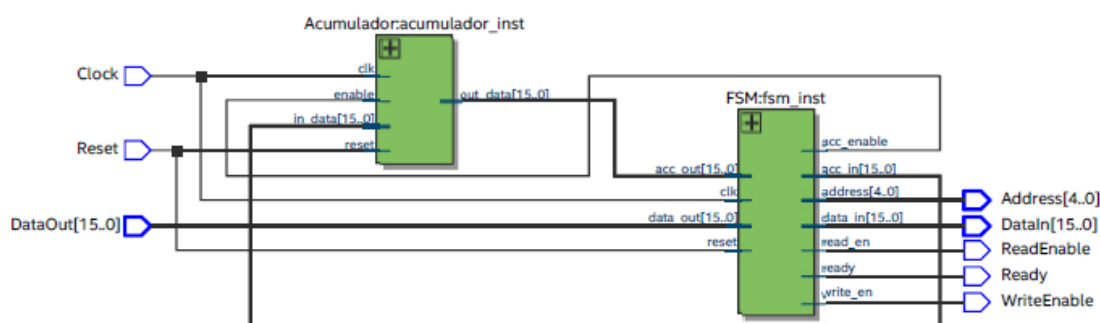 Acumulador:acumulador_inst
Clock
clk
enable
out_data[15..0]
in_data[15..0]
Reset
reset
FSM:fsm_inst
acc_enable
acc_out[15..0]
acc_in[15..0]
clk
address[4..0]
Address[4..0]
DataOut[15..0]
data_out[15..0]
data_in[15..0]
DataIn[15..0]
reset
read_en
ReadEnable
ready
Ready
write_en
WriteEnable